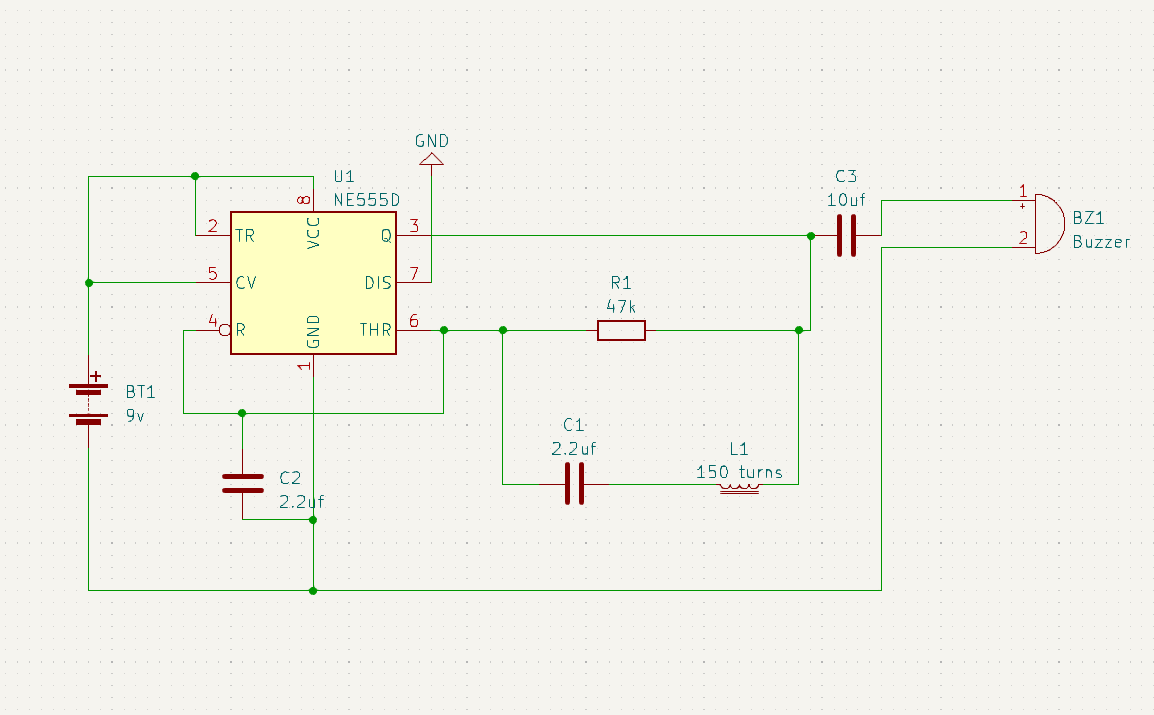 GND
U1
NE555D
C3
10uf
8
VCC
2
TR
Q
3
1
+
BZ1
Buzzer
2
5
CV
DIS
7
R1
47k
4
R
GND
THR
6
1
+
BT1
9v
C1
2.2uf
L1
150 turns
C2
2.2uf